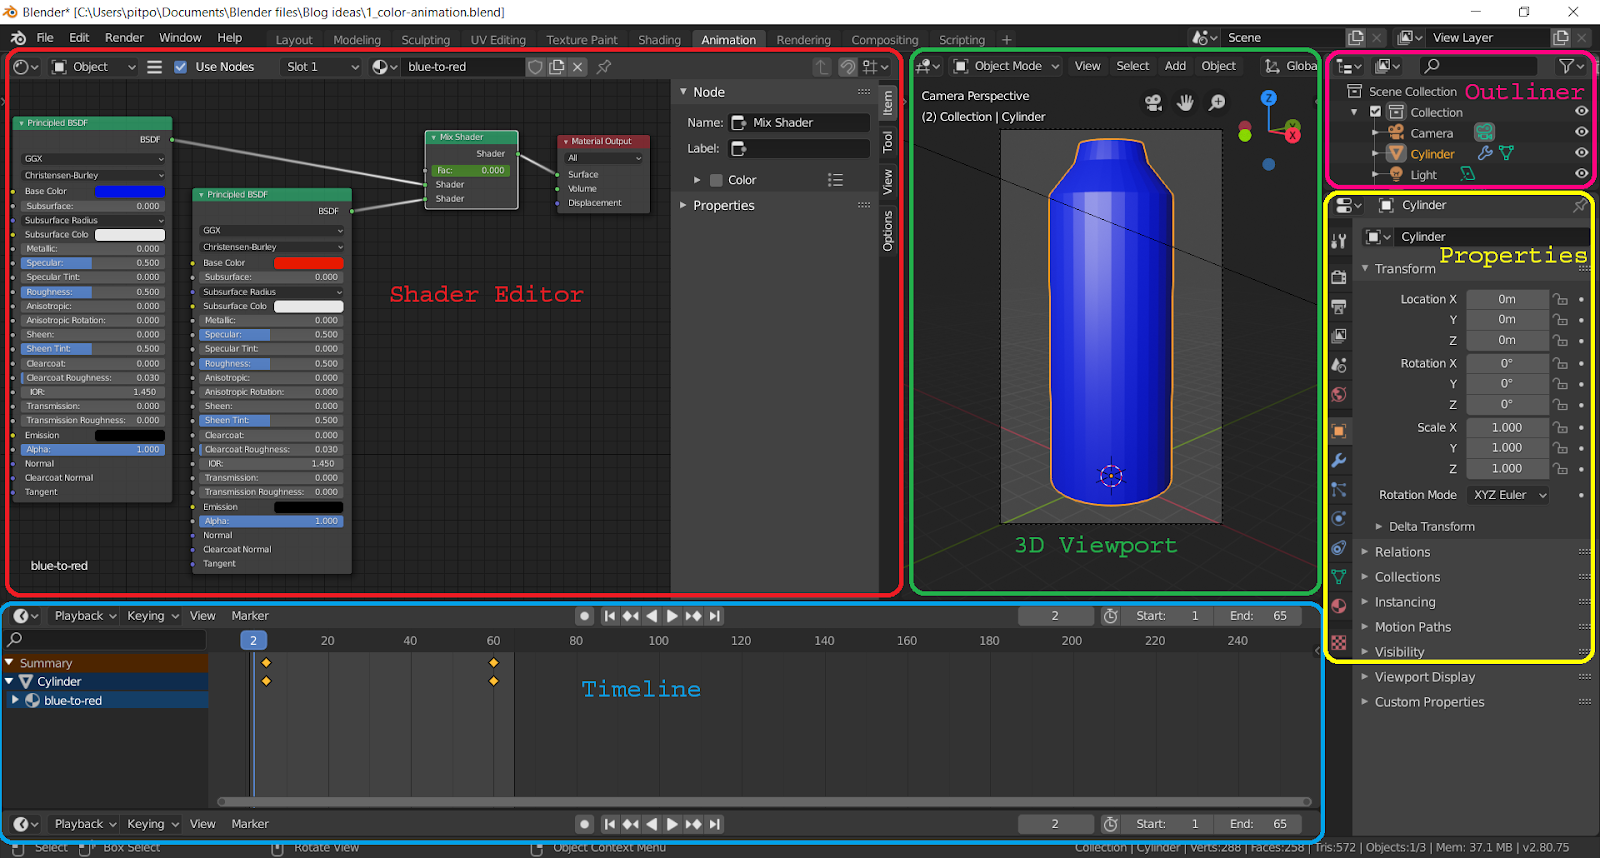 Blender* [C:\Users\pitpo\Documents\Blender files\Blog ideas\1_color-animation.blend]
File Edit Render Window Help Layout Modeling Sculpting UV Editing Texture Paint Shading Animation Rendering Compositing Scripting + Scene View Layer
Object Use Nodes Slot 1 blue-to-red
Principled BSDF
BSDF
GGX
Christensen-Burley
Base Color
Subsurface: 0.000
Subsurface Radius
Subsurface Colo
Metallic: 0.000
Specular: 0.500
Specular Tint: 0.000
Roughness: 0.500
Anisotropic: 0.000
Anisotropic Rotation: 0.000
Sheen: 0.000
Sheen Tint: 0.500
Clearcoat: 0.000
Clearcoat Roughness: 0.030
IOR: 1.450
Transmission: 0.000
Transmission Roughness: 0.000
Emission
Alpha: 1.000
Normal
Clearcoat Normal
Tangent
Principled BSDF
BSDF
GGX
Christensen-Burley
Base Color
Subsurface: 0.000
Subsurface Radius
Subsurface Colo
Metallic: 0.000
Specular: 0.500
Specular Tint: 0.000
Roughness: 0.500
Anisotropic: 0.000
Anisotropic Rotation: 0.000
Sheen: 0.000
Sheen Tint: 0.500
Clearcoat: 0.000
Clearcoat Roughness: 0.030
IOR: 1.450
Transmission: 0.000
Transmission Roughness: 0.000
Emission
Alpha: 1.000
Normal
Clearcoat Normal
Tangent
Mix Shader
Shader
Fac: 0.000
Shader
Shader
Material Output
All
Surface
Volume
Displacement
Shader Editor
blue-to-red
Node
Name: Mix Shader
Label:
Color
Properties
Item
Tool
View
Options
Object Mode View Select Add Object Globa
Camera Perspective
(2) Collection | Cylinder
Z
Y
X
3D Viewport
Scene Collection
Outliner
Collection
Camera
Cylinder
Light
Cylinder
Cylinder
Properties
Transform
Location X 0m
Y 0m
Z 0m
Rotation X 0°
Y 0°
Z 0°
Scale X 1.000
Y 1.000
Z 1.000
Rotation Mode XYZ Euler
Delta Transform
Relations
Collections
Instancing
Motion Paths
Visibility
Viewport Display
Custom Properties
Playback Keying View Marker 2 Start: 1 End: 65
2 20 40 60 80 100 120 140 160 180 200 220 240
Summary
Cylinder
blue-to-red
Timeline
Playback Keying View Marker 2 Start: 1 End: 65
Select Box Select Rotate View Object Context Menu Collection | Cylinder | Verts:288 | Faces:258 | Tris:572 | Objects:1/3 | Mem: 37.1 MB | v2.80.75